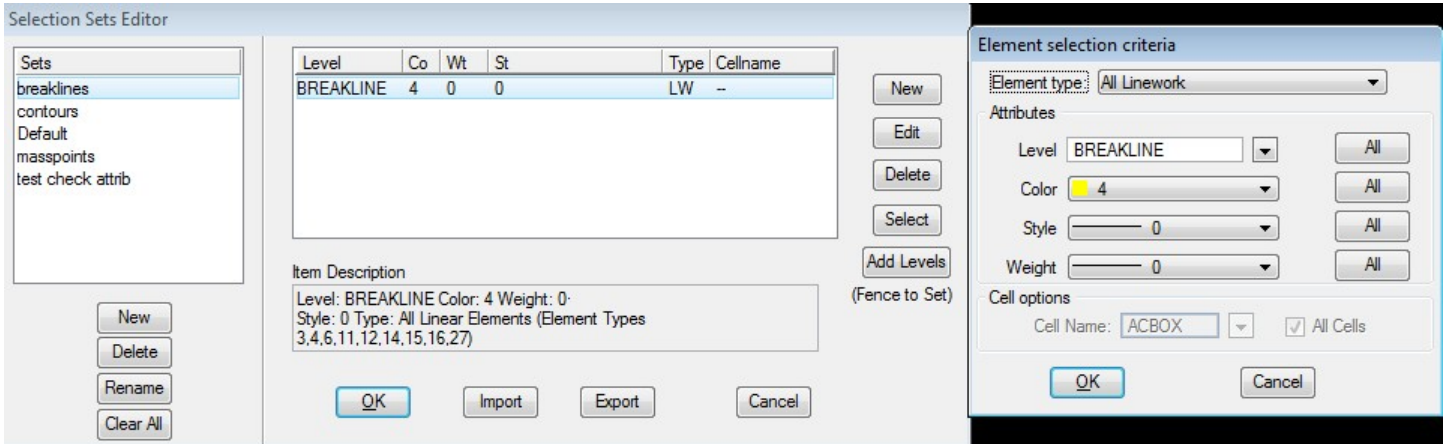 Selection Sets Editor
Sets
breaklines
contours
Default
masspoints
test check attrib
New
Delete
Rename
Clear All
Level Co Wt St Type Cellname
BREAKLINE 4 0 0 LW --
New
Edit
Delete
Select
Add Levels
(Fence to Set)
Item Description
Level: BREAKLINE Color: 4 Weight: 0·
Style: 0 Type: All Linear Elements (Element Types
3,4,6,11,12,14,15,16,27)
OK Import Export Cancel
Element selection criteria
Element type: All Linework
Attributes
Level BREAKLINE All
Color 4 All
Style 0 All
Weight 0 All
Cell options
Cell Name: ACBOX All Cells
OK Cancel